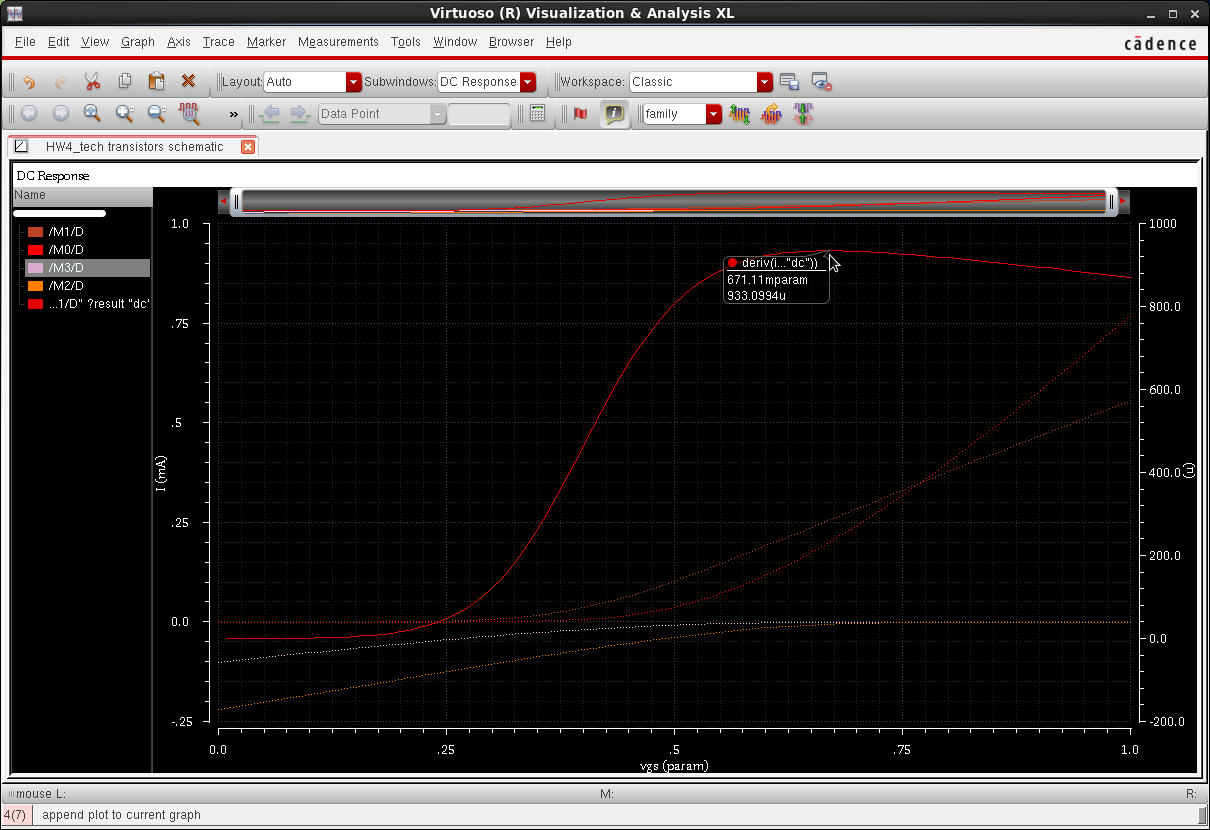 Virtuoso (R) Visualization & Analysis XL
File Edit View Graph Axis Trace Marker Measurements Tools Window Browser Help
cādence
Layout: Auto Subwindows: DC Response Workspace: Classic
» Data Point family
HW4_tech transistors schematic
DC Response
Name
/M1/D
/M0/D
/M3/D
/M2/D
...1/D" ?result "dc'
1.0
.75
.5
.25
0.0
-.25
I (mA)
deriv(i..."dc"))
671.11mparam
933.0994u
1000
800.0
600.0
400.0
200.0
0.0
-200.0
(u)
0.0 .25 .5 .75 1.0
vgs (param)
mouse L: M: R:
4(7) append plot to current graph